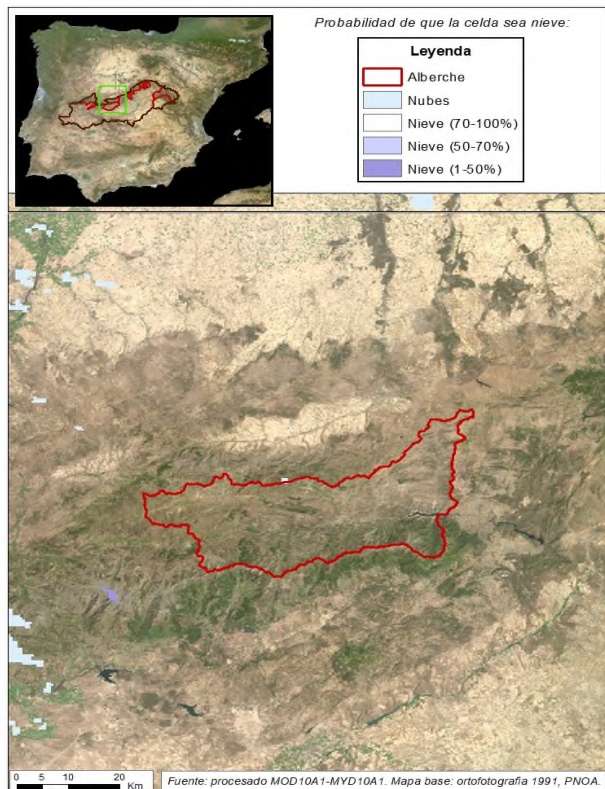 Probabilidad de que la celda sea nieve:
Leyenda
Alberche
Nubes
Nieve (70-100%)
Nieve (50-70%)
Nieve (1-50%)
0 5 10 20
Km
Fuente: procesado MOD10A1-MYD10A1. Mapa base: ortofotografía 1991, PNOA.